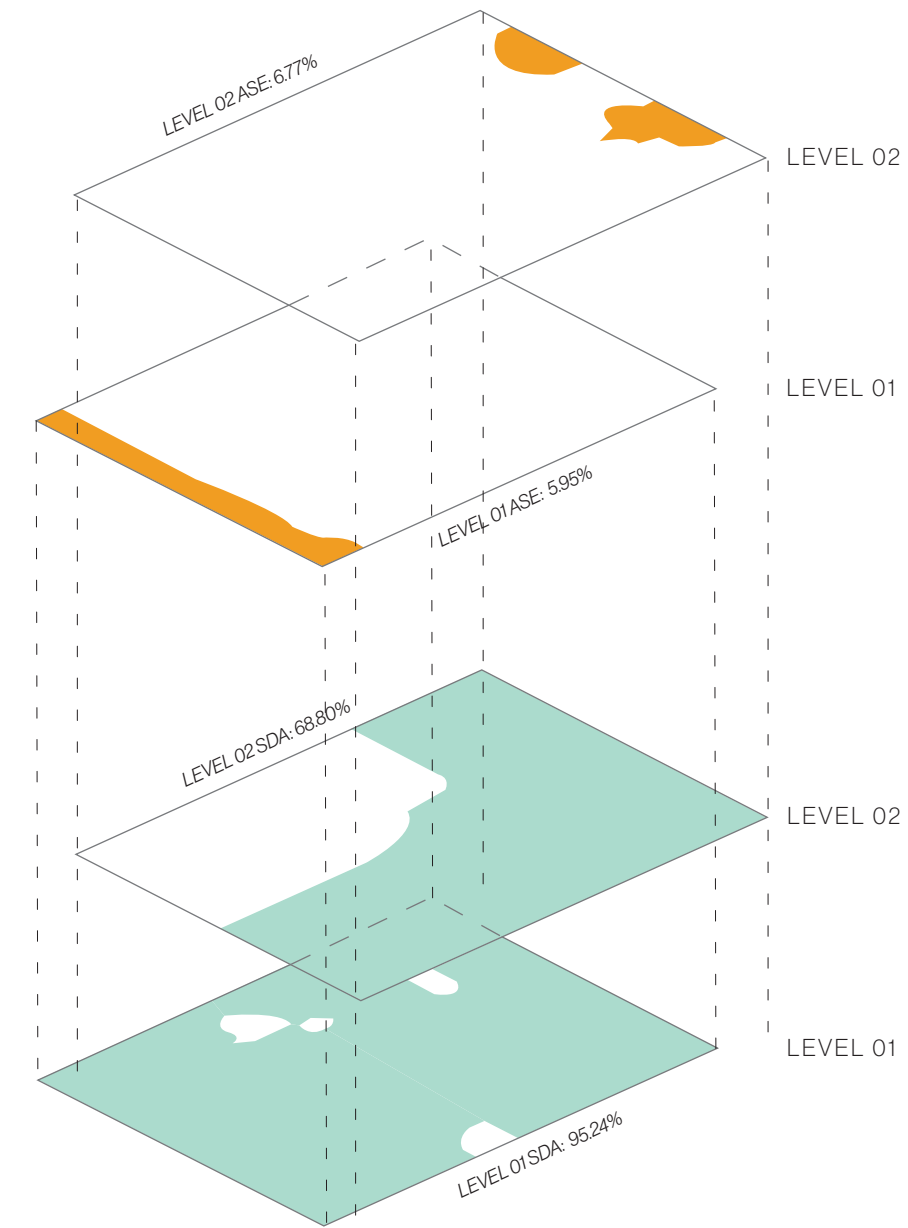 LEVEL 02 ASE: 6.77%
LEVEL 02
LEVEL 01
LEVEL 01 ASE: 5.95%
LEVEL 02 SDA: 68.80%
LEVEL 02
LEVEL 01
LEVEL 01 SDA: 95.24%